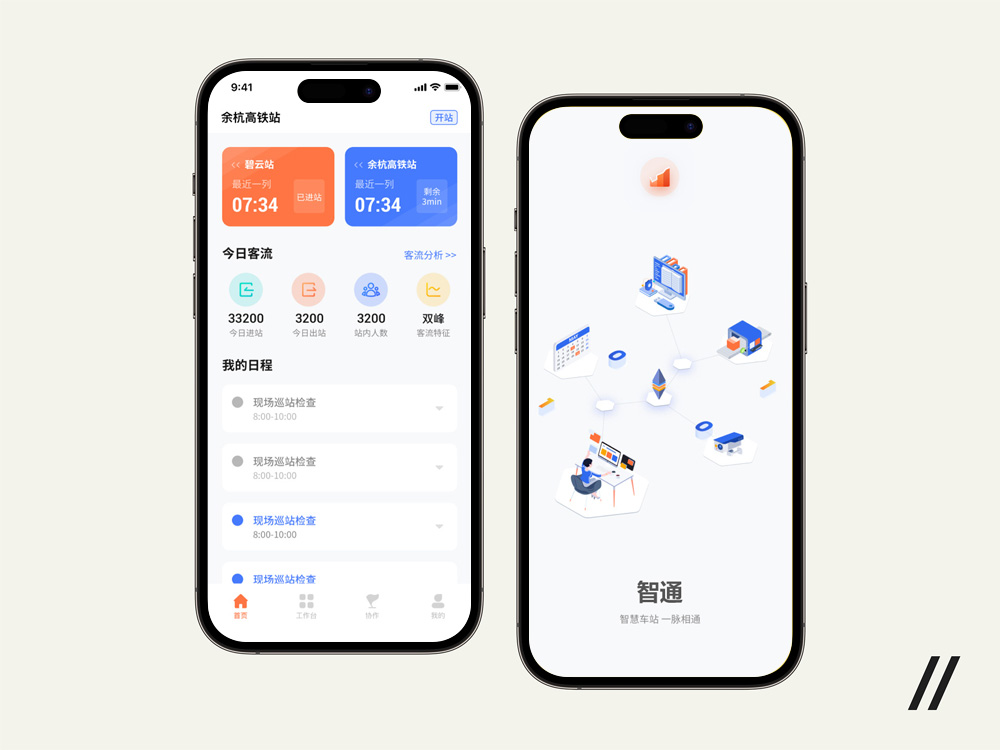 9:41
余杭高铁站
开站
<< 碧云站
最近一列
07:34
已进站
<< 余杭高铁站
最近一列
07:34
剩余
3min
今日客流
客流分析 >>
33200
今日进站
3200
今日出站
3200
站内人数
双峰
客流特征
我的日程
现场巡站检查
8:00-10:00
现场巡站检查
8:00-10:00
现场巡站检查
8:00-10:00
现场巡站检查
首页
工作台
协作
我的
智通
智慧车站 一脉相通